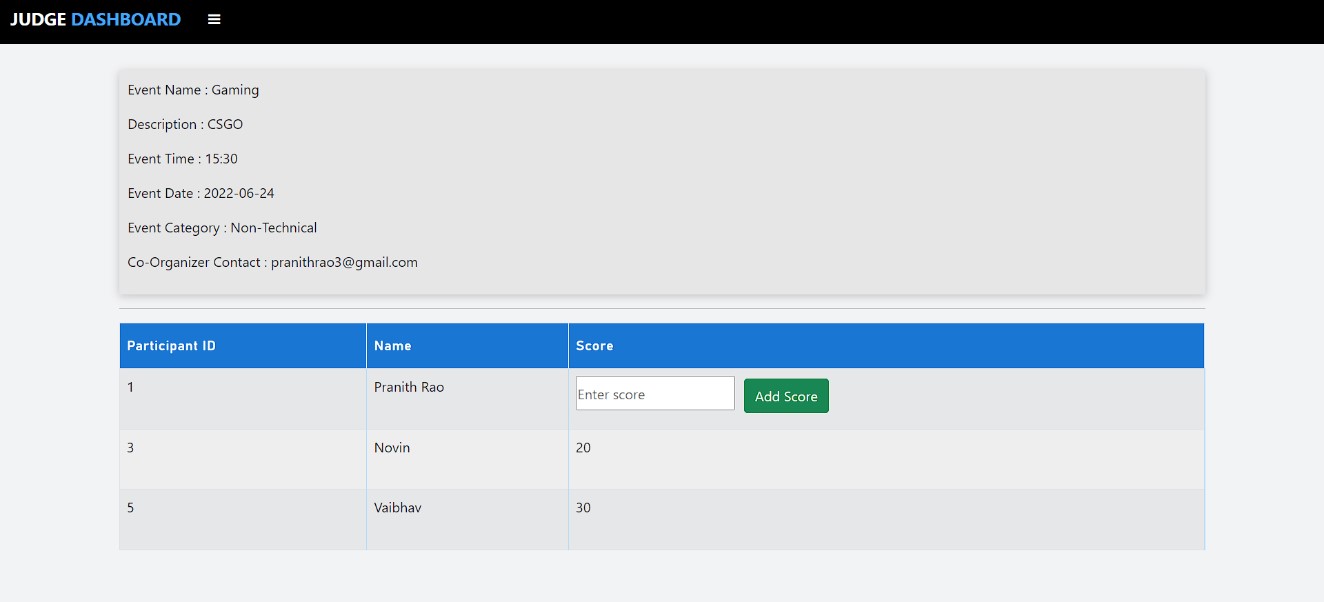 JUDGE DASHBOARD
Event Name : Gaming
Description : CSGO
Event Time : 15:30
Event Date : 2022-06-24
Event Category : Non-Technical
Co-Organizer Contact : pranithrao3@gmail.com
Participant ID Name Score
1 Pranith Rao Enter score Add Score
3 Novin 20
5 Vaibhav 30